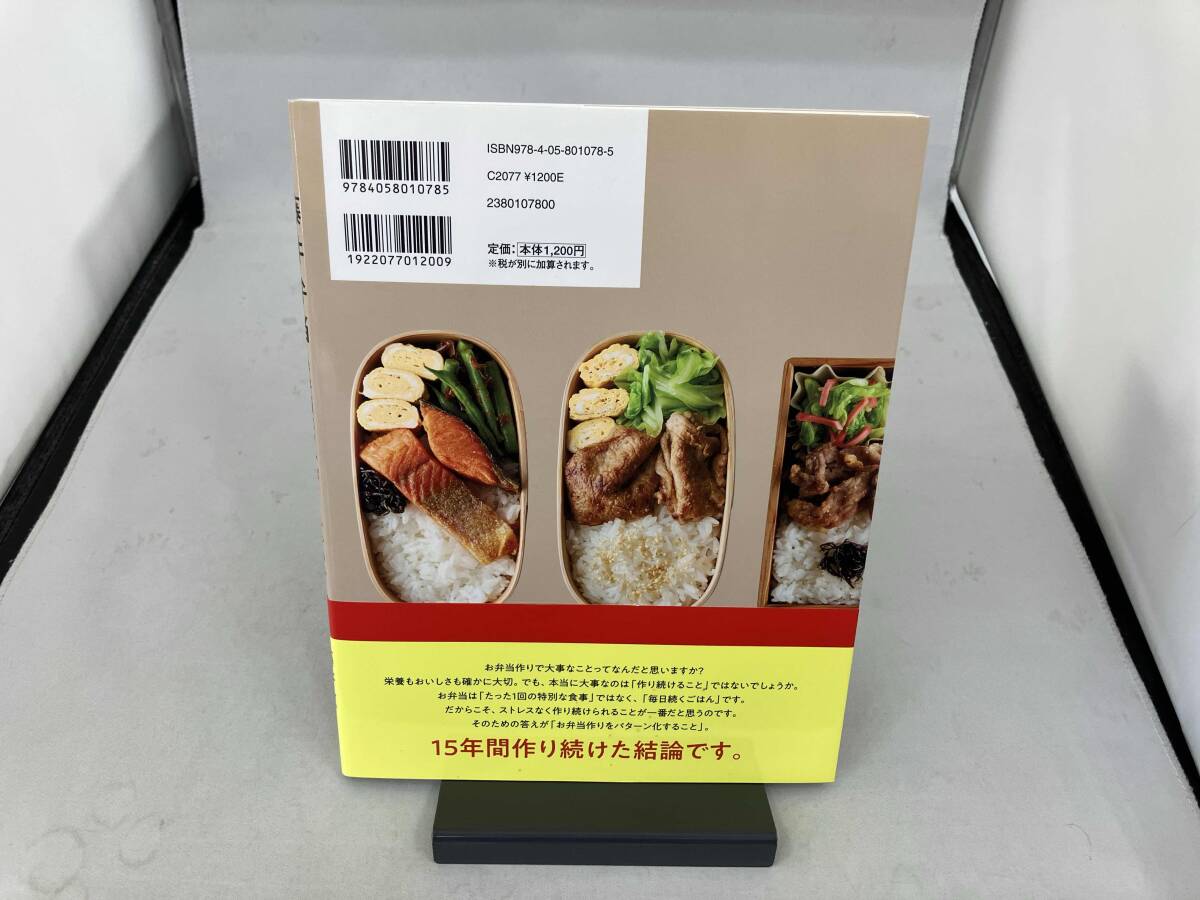 ISBN978-4-05-801078-5
C2077 ¥1200E
2380107800
定価：本体1,200円
※税が別に加算されます。
9784058010785
1922077012009
お弁当作りで大事なことってなんだと思いますか？
栄養もおいしさも確かに大切。でも、本当に大事なのは「作り続けること」ではないでしょうか。
お弁当は「たった1回の特別な食事」ではなく、「毎日続くごはん」です。
だからこそ、ストレスなく作り続けられることが一番だと思うのです。
そのための答えが「お弁当作りをパターン化すること」。
15年間作り続けた結論です。